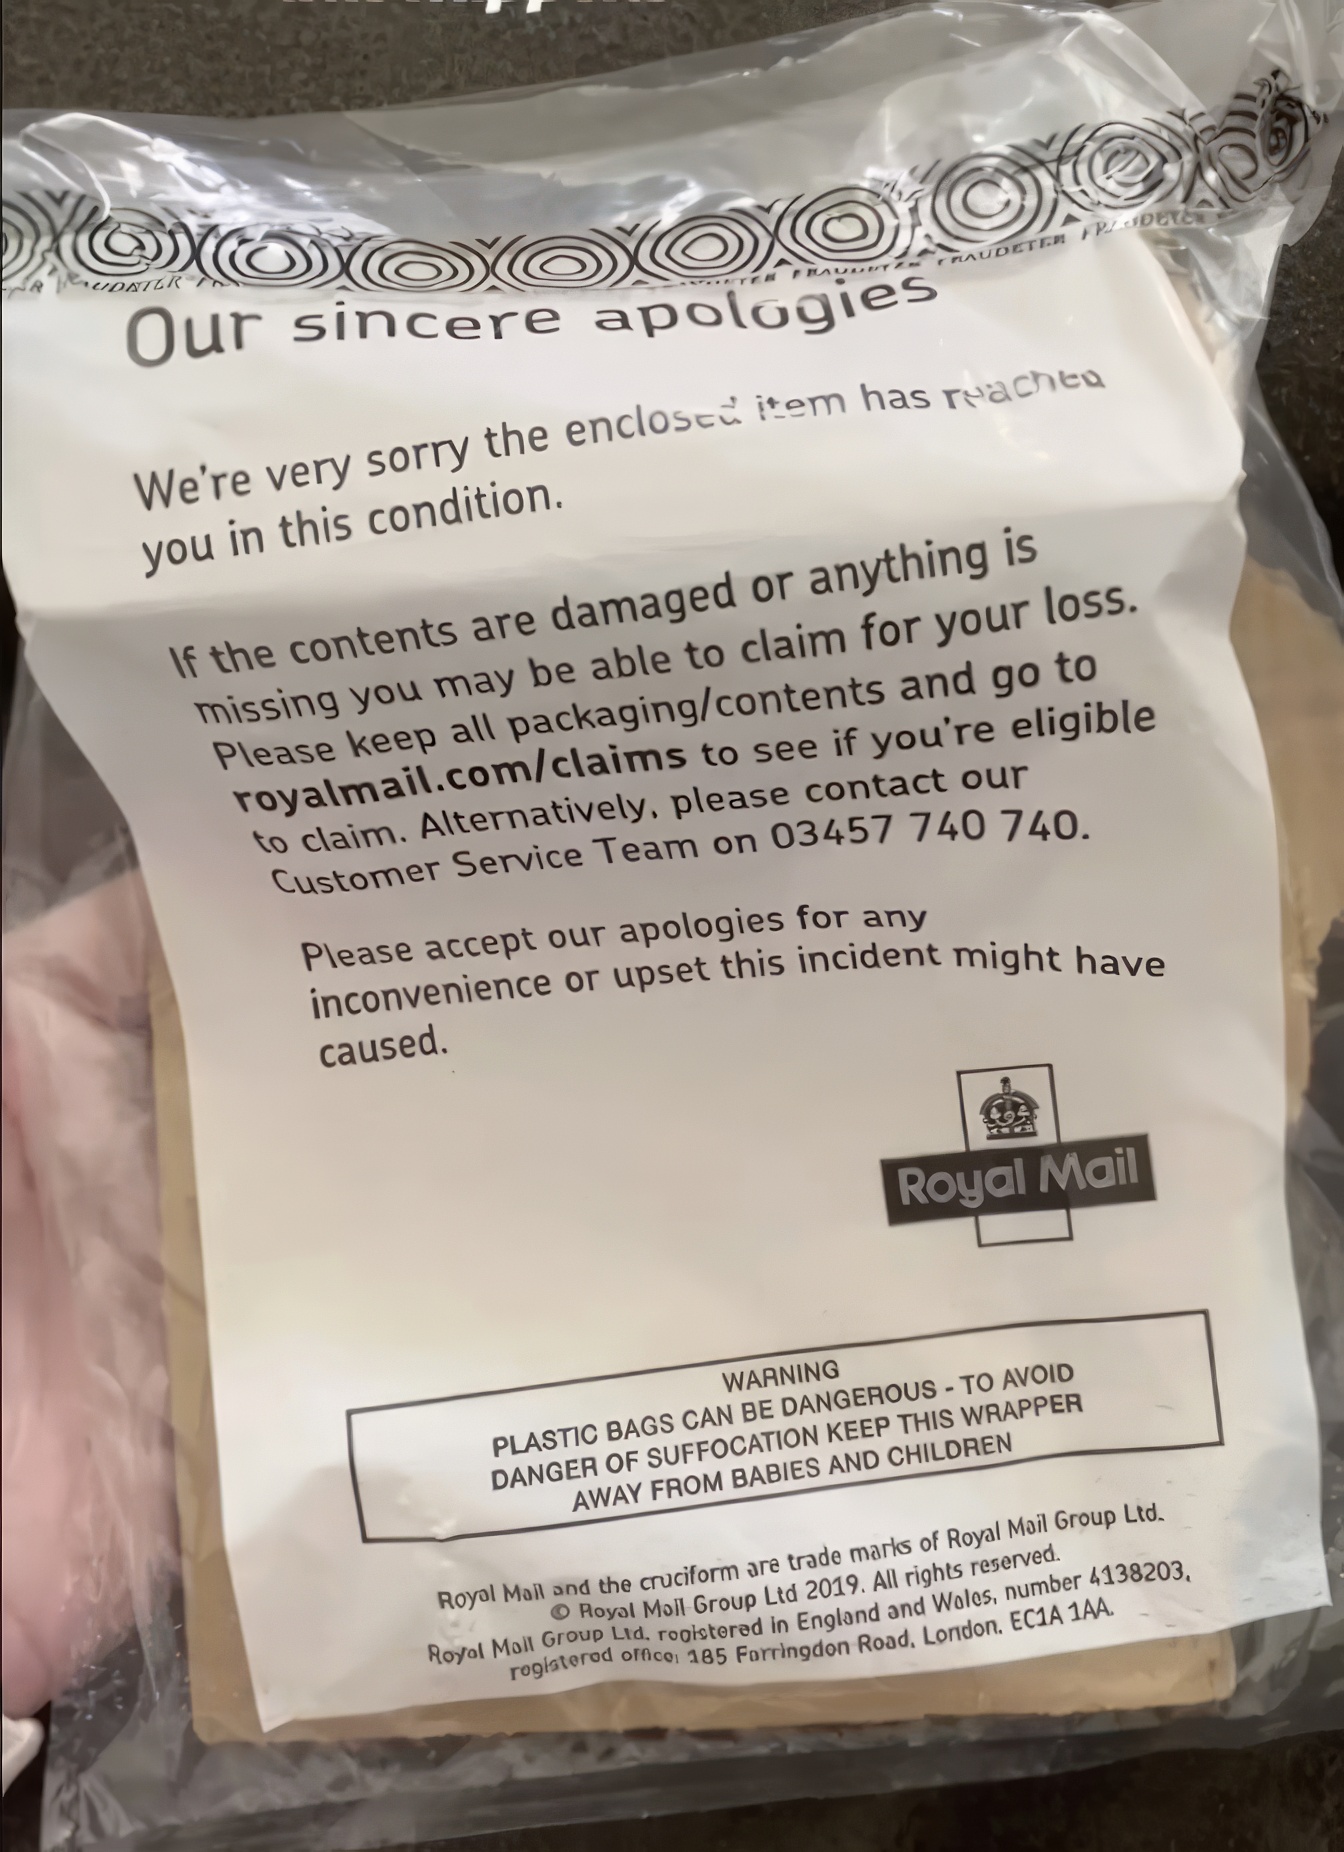 FRAUDETER
Our sincere apologies
We're very sorry the enclosed item has reached
you in this condition.
If the contents are damaged or anything is
missing you may be able to claim for your loss.
Please keep all packaging/contents and go to
royalmail.com/claims to see if you're eligible
to claim. Alternatively, please contact our
Customer Service Team on 03457 740 740.
Please accept our apologies for any
inconvenience or upset this incident might have
caused.
Royal Mail
WARNING
PLASTIC BAGS CAN BE DANGEROUS - TO AVOID
DANGER OF SUFFOCATION KEEP THIS WRAPPER
AWAY FROM BABIES AND CHILDREN
Royal Mail and the cruciform are trade marks of Royal Mail Group Ltd.
© Royal Mail Group Ltd 2019. All rights reserved.
Royal Mail Group Ltd, registered in England and Wales, number 4138203,
registered office: 185 Farringdon Road, London, EC1A 1AA.